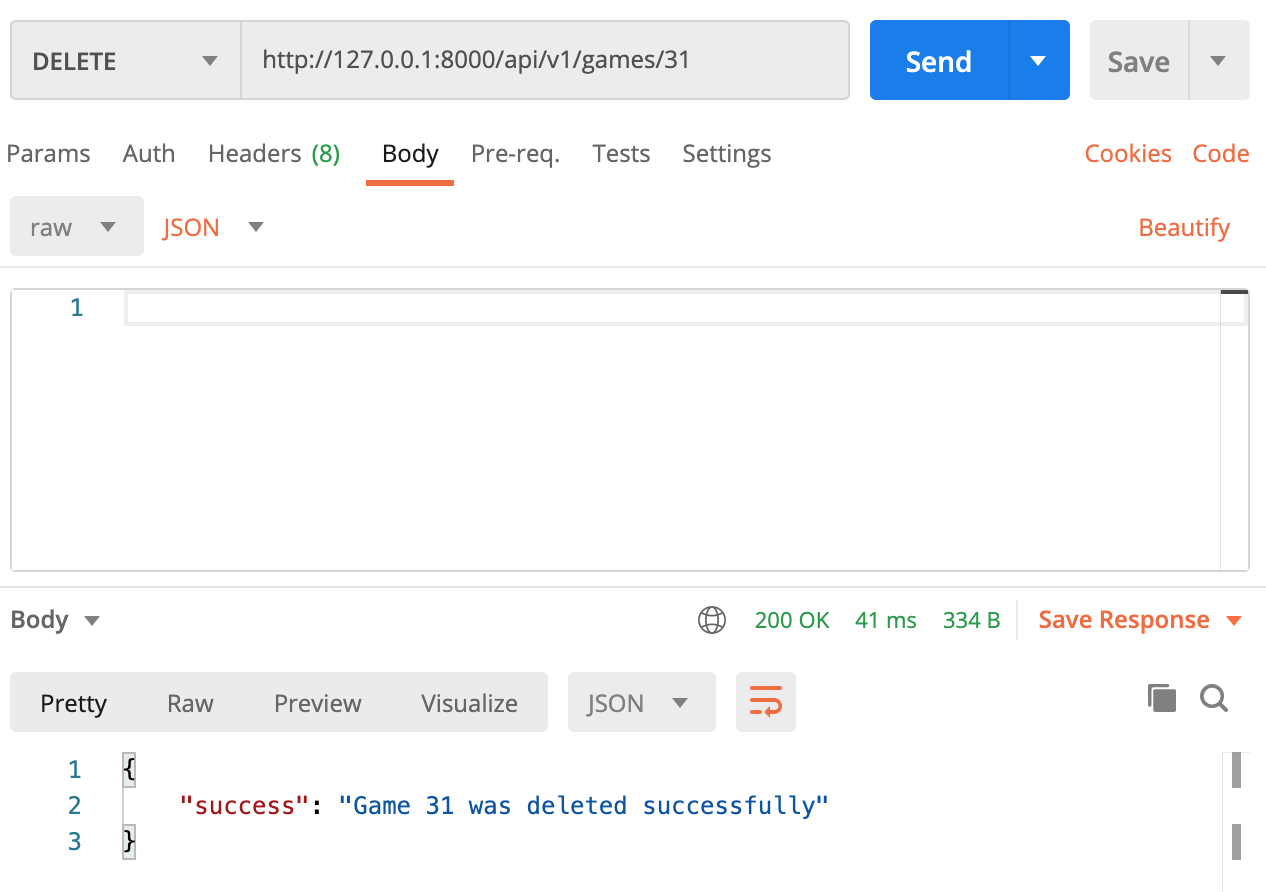 DELETE http://127.0.0.1:8000/api/v1/games/31 Send Save
Params Auth Headers (8) Body Pre-req. Tests Settings Cookies Code
raw JSON Beautify
1
Body 200 OK 41 ms 334 B Save Response
Pretty Raw Preview Visualize JSON
1 {
2 "success": "Game 31 was deleted successfully"
3 }